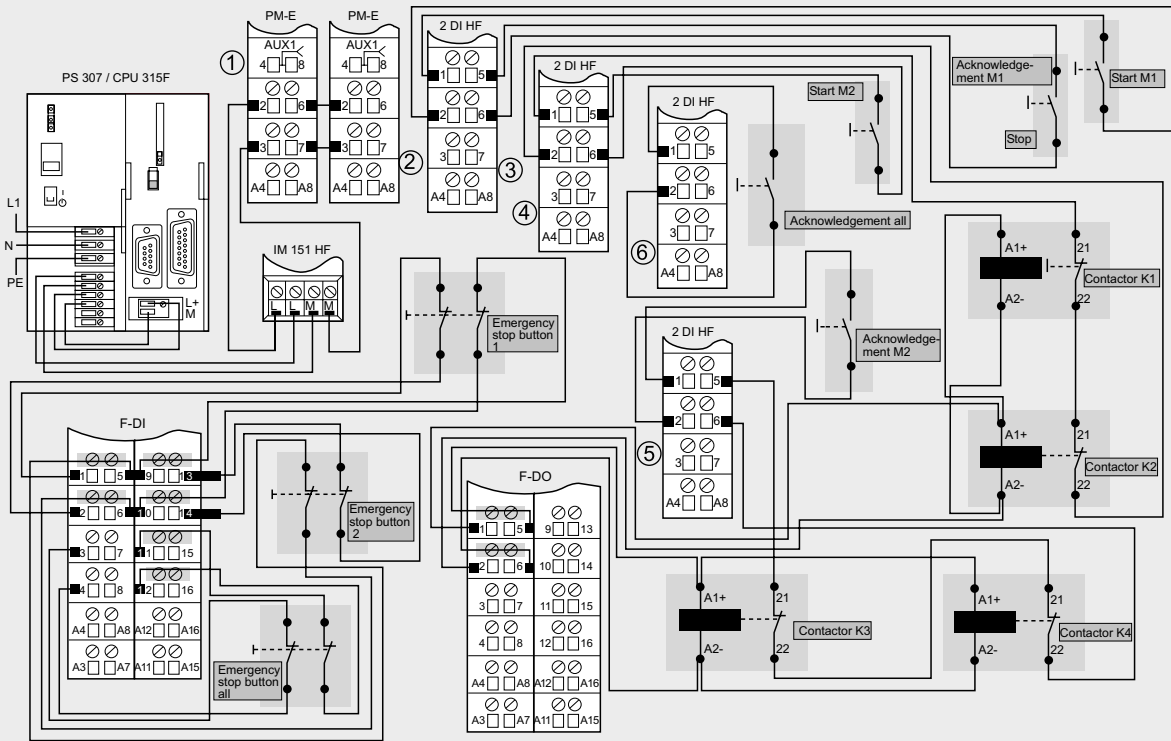 PS 307 / CPU 315F
L1
N
PE
L+
M
PM-E
AUX1
4 8
2 6
3 7
A4 A8
1
PM-E
AUX1
4 8
2 6
3 7
A4 A8
2
2 DI HF
1 5
2 6
3 7
A4 A8
3
2 DI HF
1 5
2 6
3 7
A4 A8
4
2 DI HF
1 5
2 6
3 7
A4 A8
6
Start M2
Acknowledgement all
Acknowledge-
ment M1
Start M1
Stop
IM 151 HF
L L M M
Emergency
stop button
1
Acknowledge-
ment M2
2 DI HF
1 5
2 6
3 7
A4 A8
5
A1+
21
Contactor K1
A2-
22
A1+
21
Contactor K2
A2-
22
F-DI
1 5 9 13
2 6 10 14
3 7 11 15
4 8 12 16
A4 A8 A12 A16
A3 A7 A11 A15
Emergency
stop button
2
Emergency
stop button
all
F-DO
1 5 9 13
2 6 10 14
3 7 11 15
4 8 12 16
A4 A8 A12 A16
A3 A7 A11 A15
A1+
21
Contactor K3
A2-
22
A1+
21
Contactor K4
A2-
22